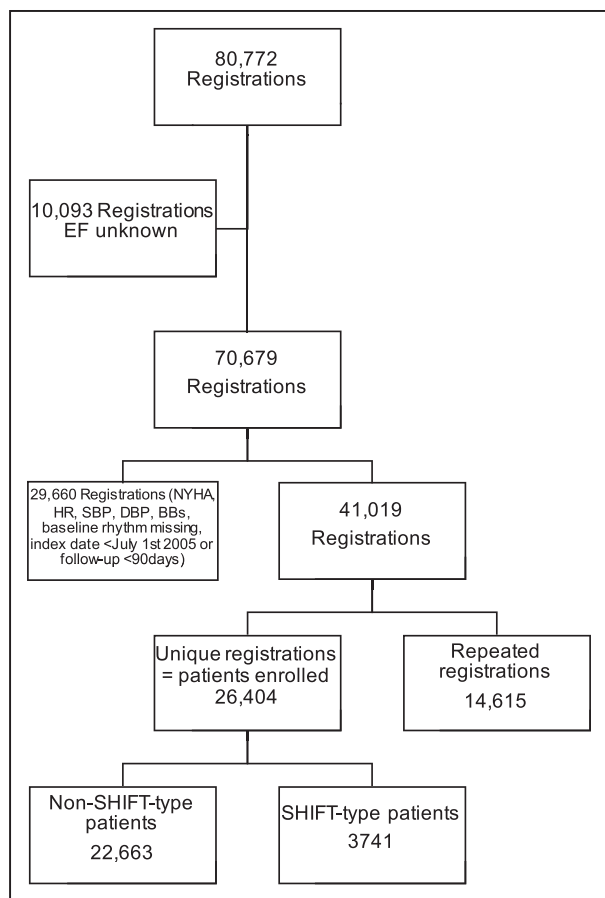 80,772
Registrations
10,093 Registrations
EF unknown
70,679
Registrations
29,660 Registrations (NYHA,
HR, SBP, DBP, BBs,
baseline rhythm missing,
index date <July 1st 2005 or
follow-up <90days)
41,019
Registrations
Unique registrations
= patients enrolled
26,404
Repeated
registrations
14,615
Non-SHIFT-type
patients
22,663
SHIFT-type patients
3741